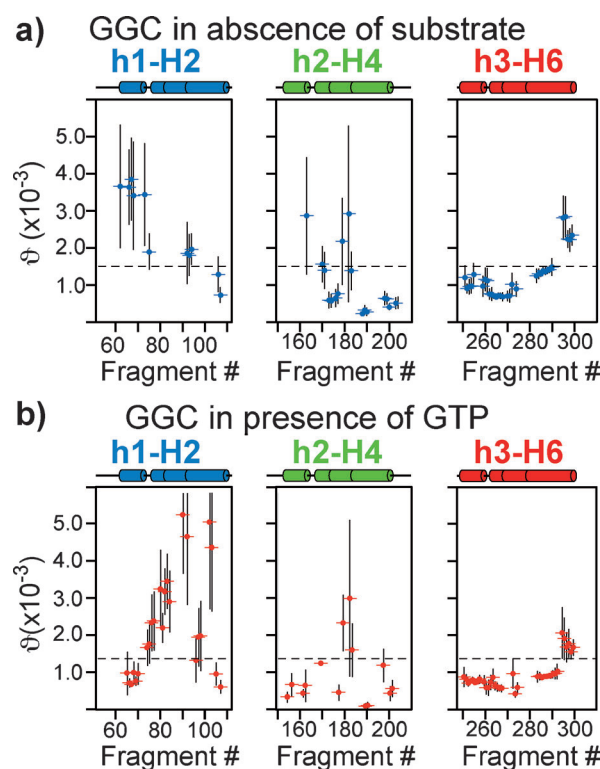 a) GGC in abscence of substrate
h1-H2 h2-H4 h3-H6
5.0
4.0
3.0
2.0
1.0
ϑ (x10⁻³)
60 80 100 160 180 200 260 280 300
Fragment # Fragment # Fragment #
b) GGC in presence of GTP
h1-H2 h2-H4 h3-H6
5.0
4.0
3.0
2.0
1.0
ϑ(x10⁻³)
60 80 100 160 180 200 260 280 300
Fragment # Fragment # Fragment #